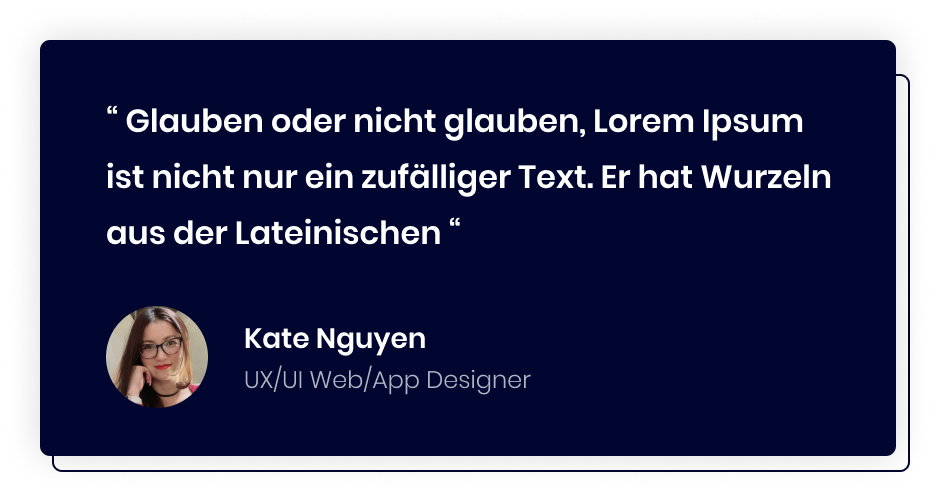 “ Glauben oder nicht glauben, Lorem Ipsum
ist nicht nur ein zufälliger Text. Er hat Wurzeln
aus der Lateinischen “
Kate Nguyen
UX/UI Web/App Designer